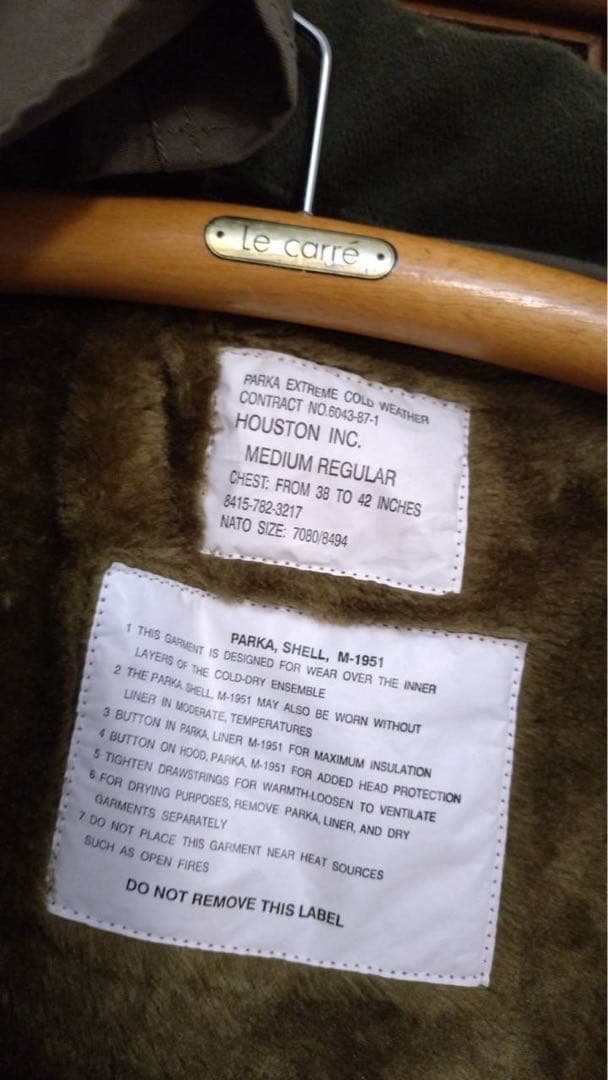 Le carré
PARKA EXTREME COLD WEATHER
CONTRACT NO.6043-87-1
HOUSTON INC.
MEDIUM REGULAR
CHEST: FROM 38 TO 42 INCHES
8415-782-3217
NATO SIZE: 7080/8494
PARKA, SHELL, M-1951
1 THIS GARMENT IS DESIGNED FOR WEAR OVER THE INNER
LAYERS OF THE COLD-DRY ENSEMBLE
2 THE PARKA. SHELL, M-1951 MAY ALSO BE WORN WITHOUT
LINER IN MODERATE, TEMPERATURES
3 BUTTON IN PARKA, LINER M-1951 FOR MAXIMUM INSULATION
4 BUTTON ON HOOD, PARKA, M-1951 FOR ADDED HEAD PROTECTION
5 TIGHTEN DRAWSTRINGS FOR WARMTH-LOOSEN TO VENTILATE
6 FOR DRYING PURPOSES, REMOVE PARKA, LINER, AND DRY
GARMENTS SEPARATELY
7 DO NOT PLACE THIS GARMENT NEAR HEAT SOURCES
SUCH AS OPEN FIRES
DO NOT REMOVE THIS LABEL